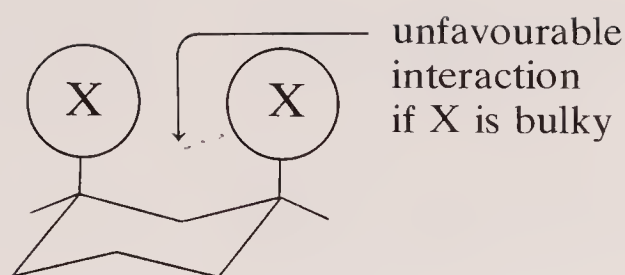 unfavourable
interaction
if X is bulky
X X